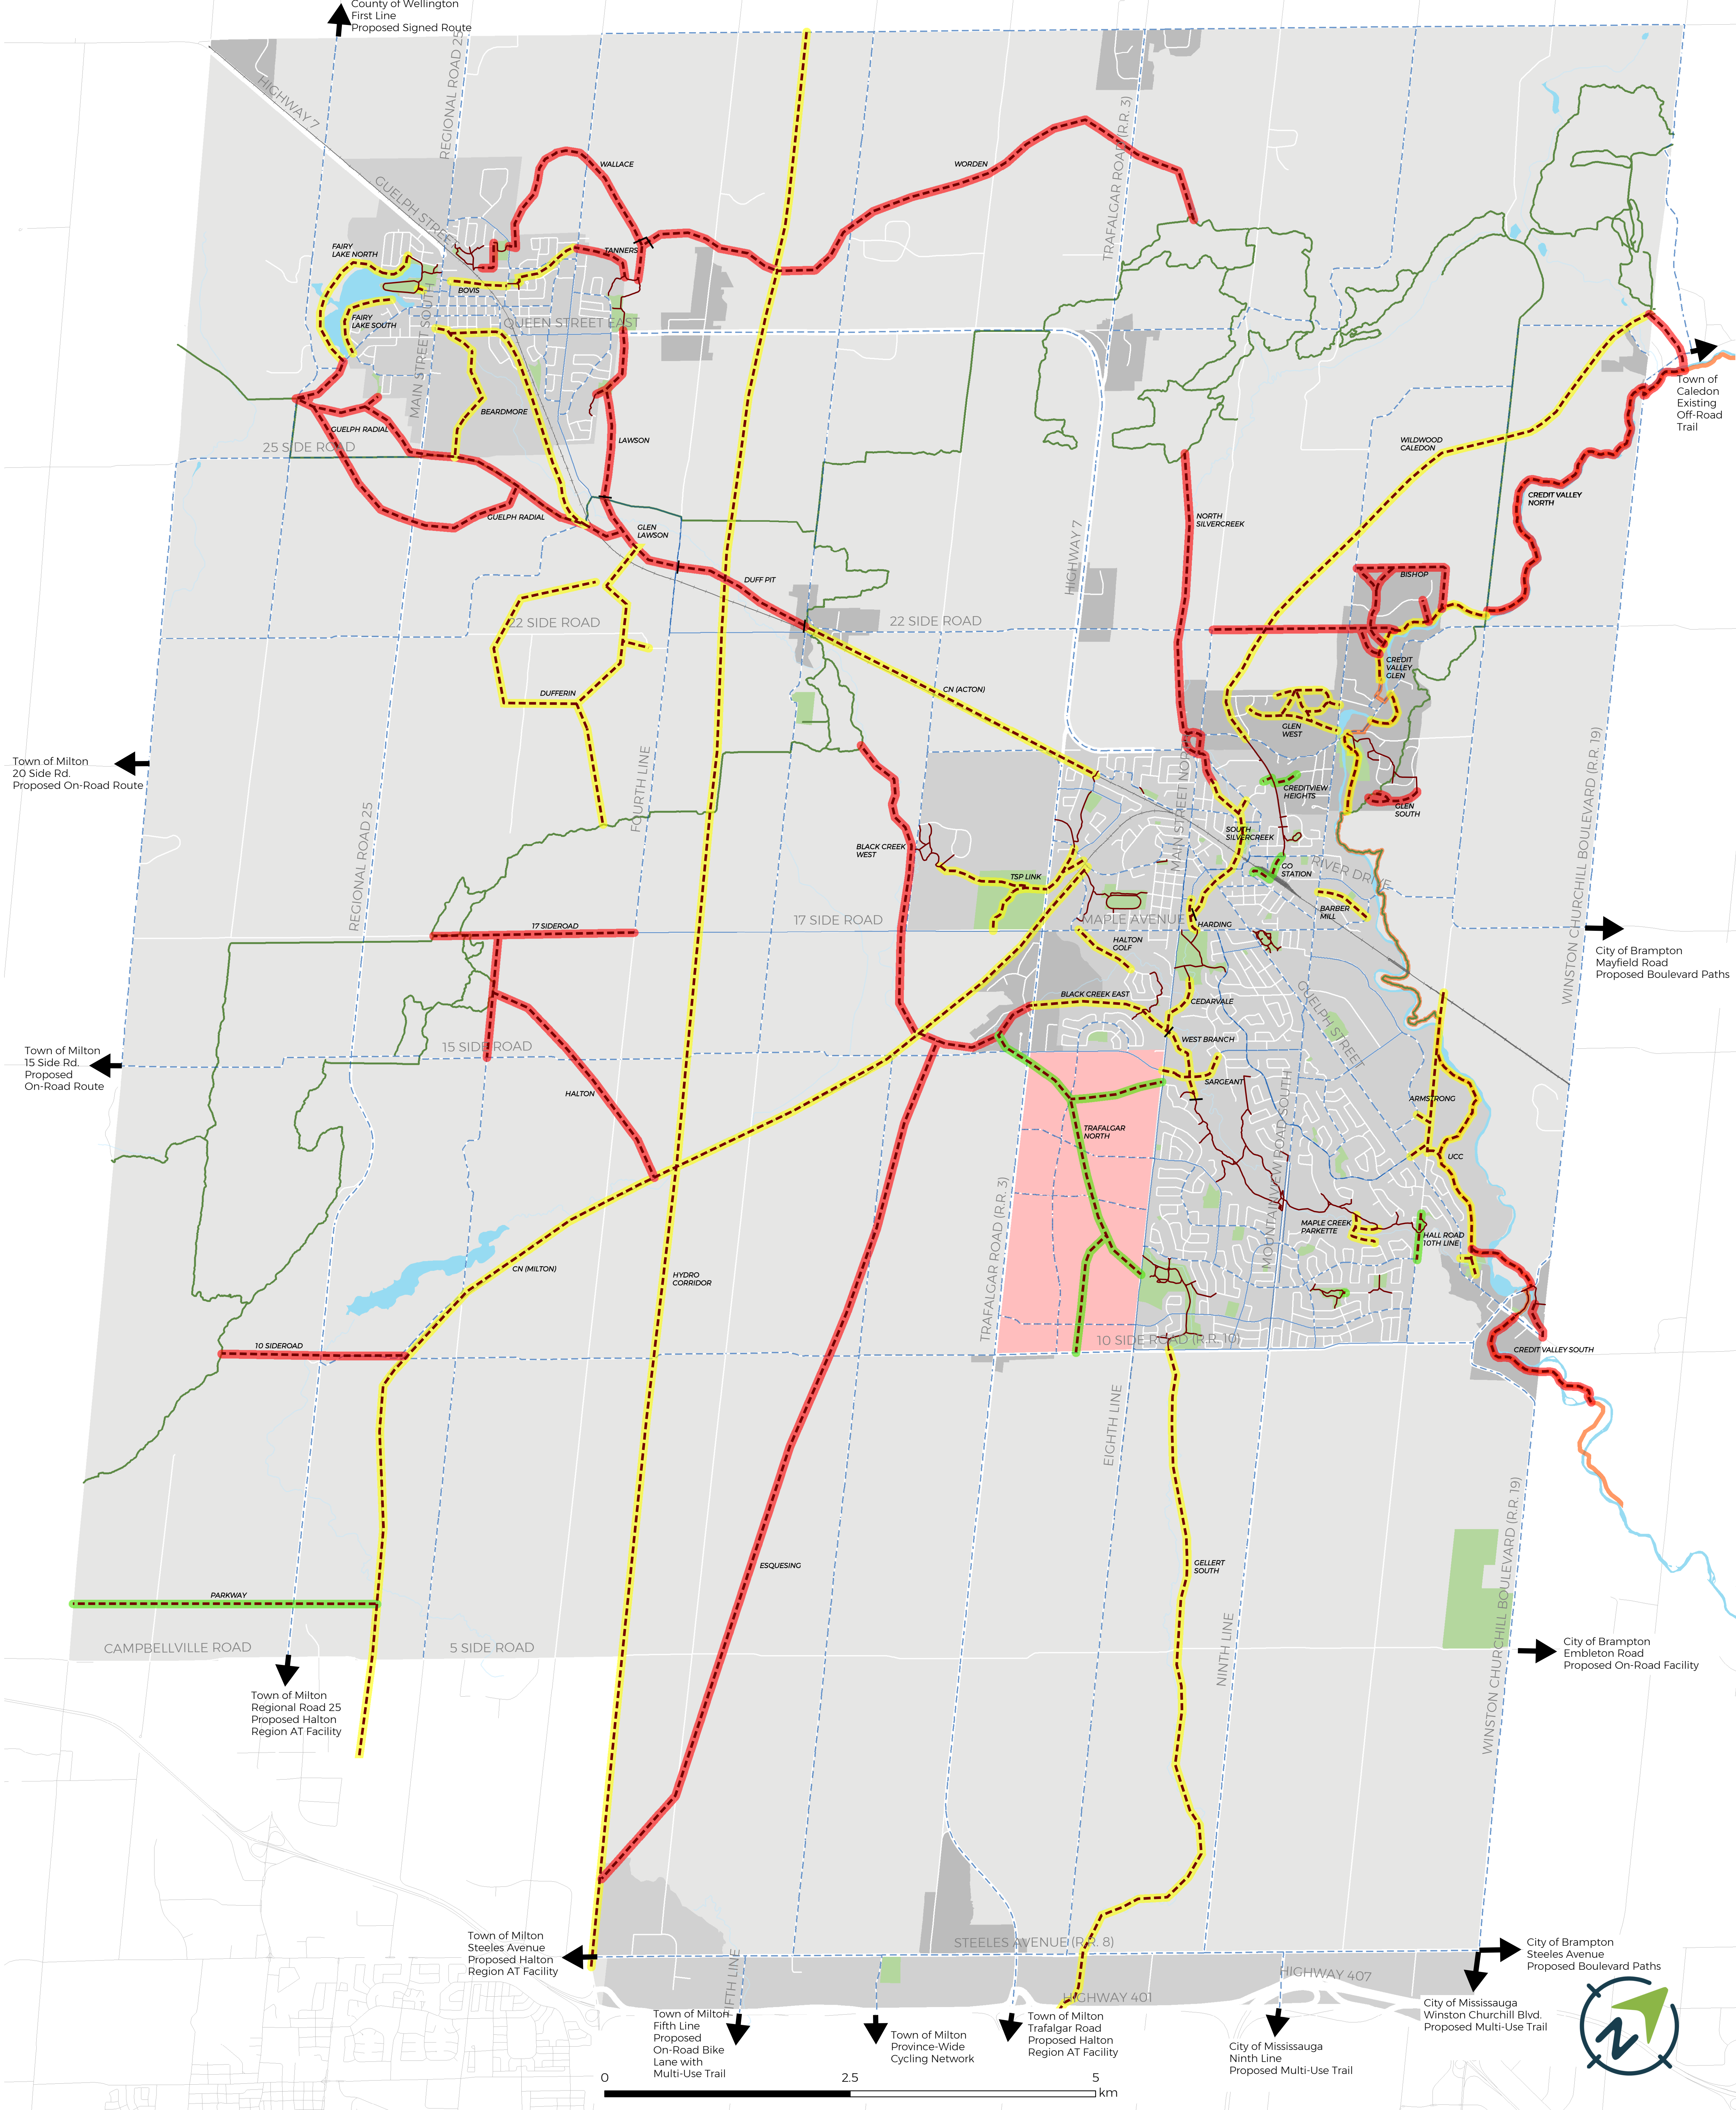 County of Wellington
First Line
Proposed Signed Route
HIGHWAY 7
REGIONAL ROAD 25
TRAFALGAR ROAD (R.R. 3)
WALLACE
WORDEN
GUELPH STREET
FAIRY
LAKE NORTH
TANNERS
BOVIS
FAIRY
LAKE SOUTH
QUEEN STREET EAST
MAIN STREET SOUTH
BEARDMORE
GUELPH RADIAL
25 SIDE ROAD
LAWSON
GUELPH RADIAL
GLEN
LAWSON
Town of
Caledon
Existing
Off-Road
Trail
WILDWOOD
CALEDON
CREDIT VALLEY
NORTH
NORTH
SILVERCREEK
HIGHWAY 7
DUFF PIT
BISHOP
22 SIDE ROAD
22 SIDE ROAD
CREDIT
VALLEY
GLEN
DUFFERIN
CN (ACTON)
GLEN
WEST
Town of Milton
20 Side Rd.
Proposed On-Road Route
FOURTH LINE
REGIONAL ROAD 25
MAIN STREET NOR
WINSTON CHURCHILL BOULEVARD (R.R. 19)
CREDITVIEW
HEIGHTS
GLEN
SOUTH
SOUTH
SILVERCREEK
BLACK CREEK
WEST
GO
STATION
RIVER DRIVE
TSP LINK
BARBER
MILL
17 SIDE ROAD
MAPLE AVENUE
HARDING
17 SIDEROAD
HALTON
GOLF
City of Brampton
Mayfield Road
Proposed Boulevard Paths
BLACK CREEK EAST
CEDARVALE
GUELPH STREET
15 SIDE ROAD
WEST BRANCH
Town of Milton
15 Side Rd.
Proposed
On-Road Route
SARGEANT
HALTON
ARMSTRONG
TRAFALGAR
NORTH
MOUNTAINVIEW ROAD SOUTH
UCC
TRAFALGAR ROAD (R.R. 3)
MAPLE CREEK
PARKETTE
HALL ROAD
10TH LINE
CN (MILTON)
HYDRO
CORRIDOR
10 SIDEROAD
10 SIDE ROAD (R.R. 10)
CREDIT VALLEY SOUTH
EIGHTH LINE
ESQUESING
GELLERT
SOUTH
WINSTON CHURCHILL BOULEVARD (R.R. 19)
PARKWAY
NINTH LINE
CAMPBELLVILLE ROAD
5 SIDE ROAD
City of Brampton
Embleton Road
Proposed On-Road Facility
Town of Milton
Regional Road 25
Proposed Halton
Region AT Facility
Town of Milton
Steeles Avenue
Proposed Halton
Region AT Facility
STEELES AVENUE (R.R. 8)
City of Brampton
Steeles Avenue
Proposed Boulevard Paths
FIFTH LINE
HIGHWAY 407
HIGHWAY 401
Town of Milton
Fifth Line
Proposed
On-Road Bike
Lane with
Multi-Use Trail
Town of Milton
Province-Wide
Cycling Network
Town of Milton
Trafalgar Road
Proposed Halton
Region AT Facility
City of Mississauga
Ninth Line
Proposed Multi-Use Trail
City of Mississauga
Winston Churchill Blvd.
Proposed Multi-Use Trail
N
0 2.5 5
km